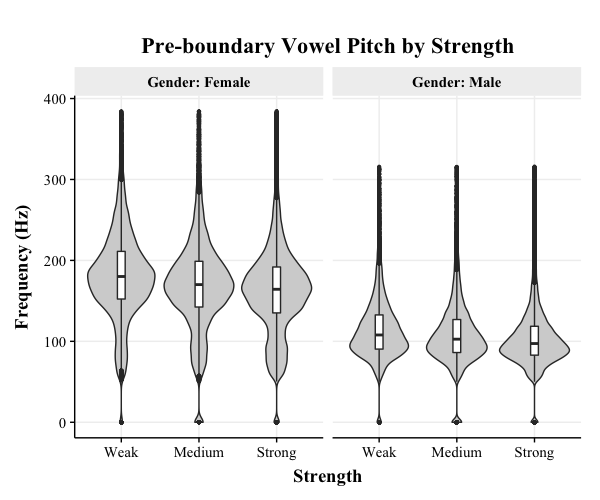 Pre-boundary Vowel Pitch by Strength
Gender: Female
Gender: Male
Frequency (Hz)
400
300
200
100
0
Weak
Medium
Strong
Weak
Medium
Strong
Strength